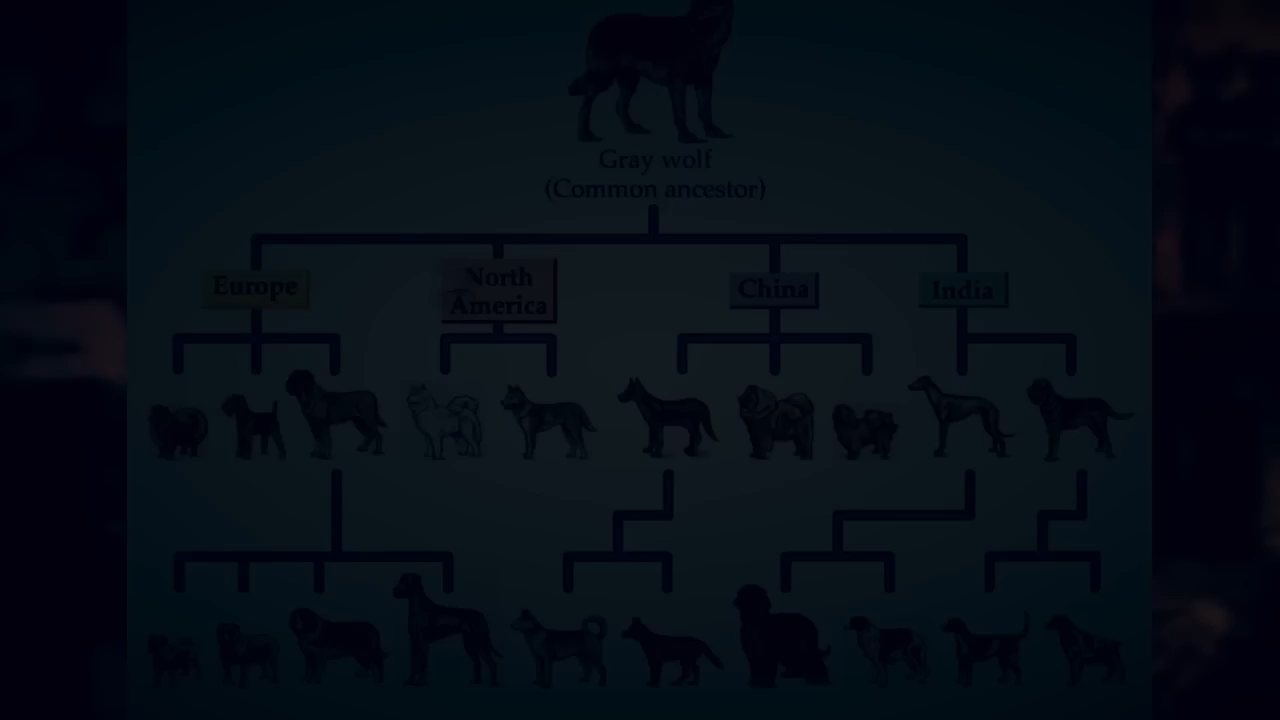 Gray wolf
(Common ancestor)
Europe
North
America
China
India